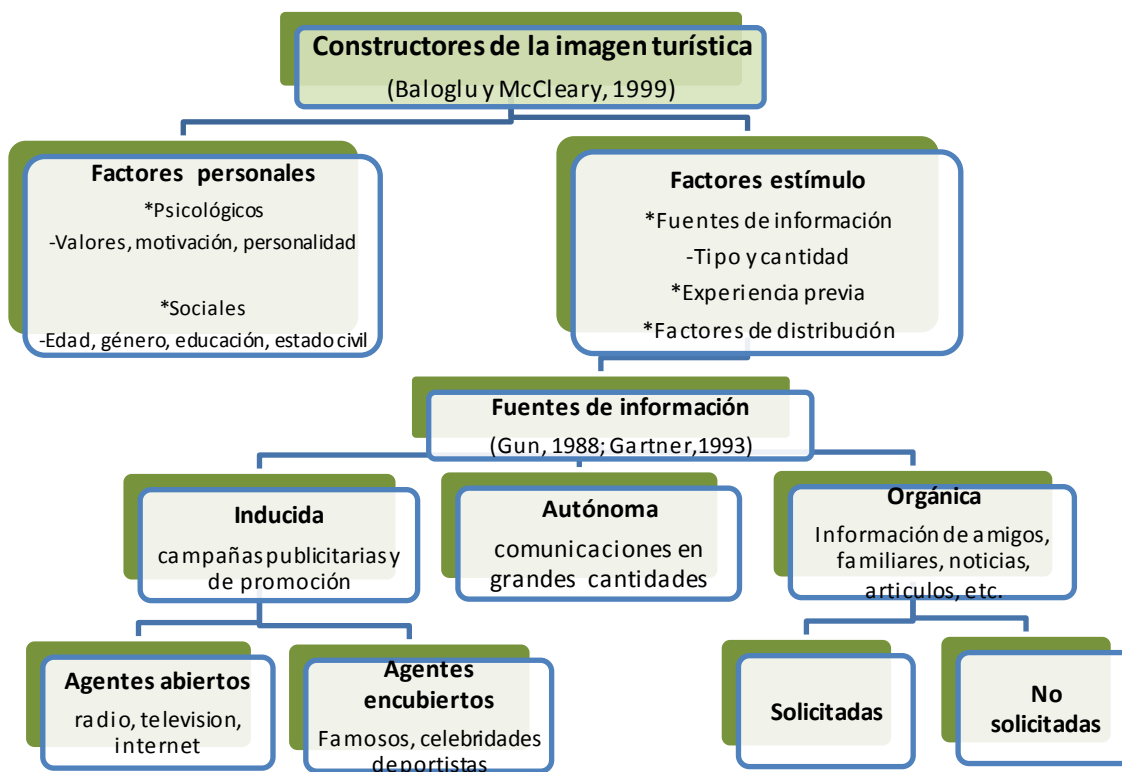 Constructores de la imagen turística
(Baloglu y McCleary, 1999)
Factores personales
*Psicológicos
-Valores, motivación, personalidad
*Sociales
-Edad, género, educación, estado civil
Factores estímulo
*Fuentes de información
-Tipo y cantidad
*Experiencia previa
*Factores de distribución
Fuentes de información
(Gun, 1988; Gartner,1993)
Inducida
campañas publicitarias y
de promoción
Autónoma
comunicaciones en
grandes cantidades
Orgánica
Información de amigos,
familiares, noticias,
articulos, etc.
Agentes abiertos
radio, television,
internet
Agentes
encubiertos
Famosos, celebridades
deportistas
Solicitadas
No
solicitadas